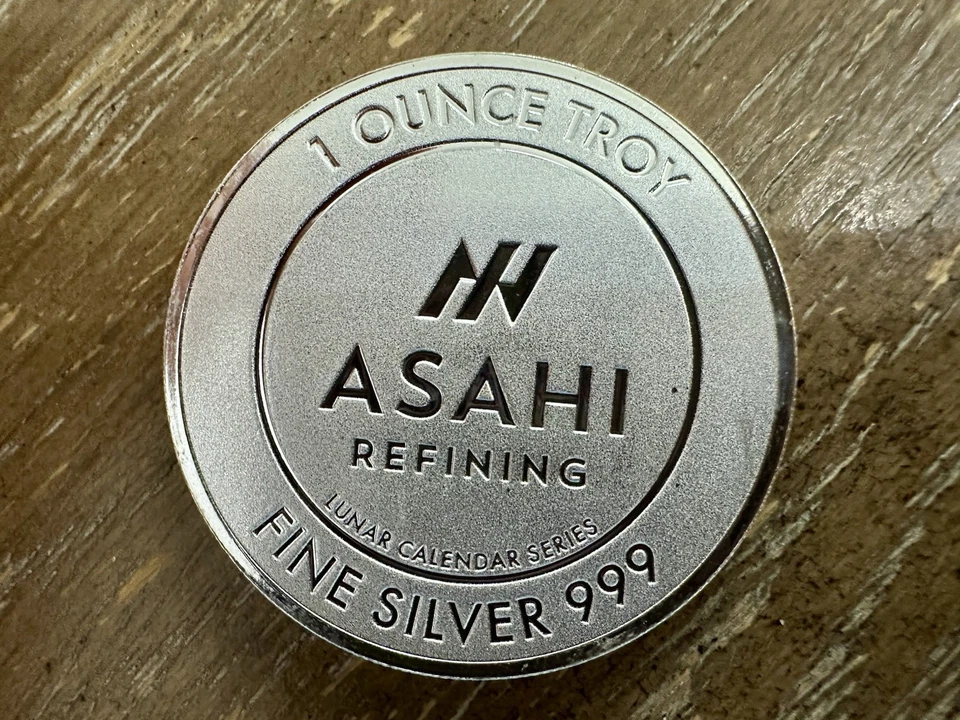 1 OUNCE TROY
ASAHI
REFINING
LUNAR CALENDAR SERIES
FINE SILVER 999